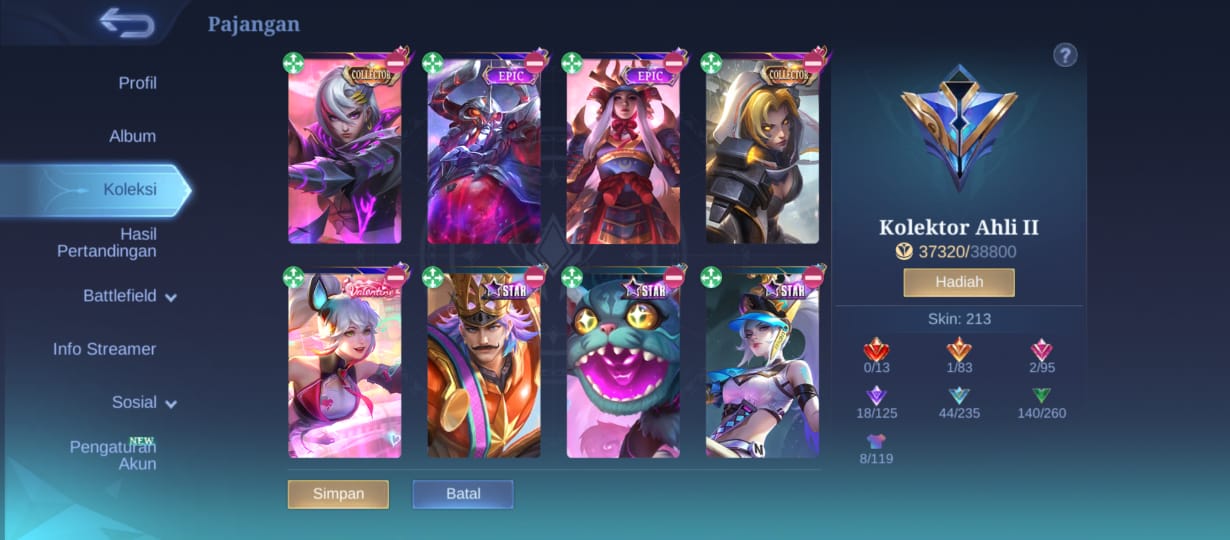 Pajangan
Profil
Album
Koleksi
Hasil
Pertandingan
Battlefield
Info Streamer
Sosial
NEW
Pengaturan
Akun
COLLECTOR
EPIC
EPIC
COLLECTOR
Valentine
STAR
STAR
STAR
N
Simpan
Batal
?
Kolektor Ahli II
37320/38800
Hadiah
Skin: 213
0/13
1/83
2/95
18/125
44/235
140/260
8/119